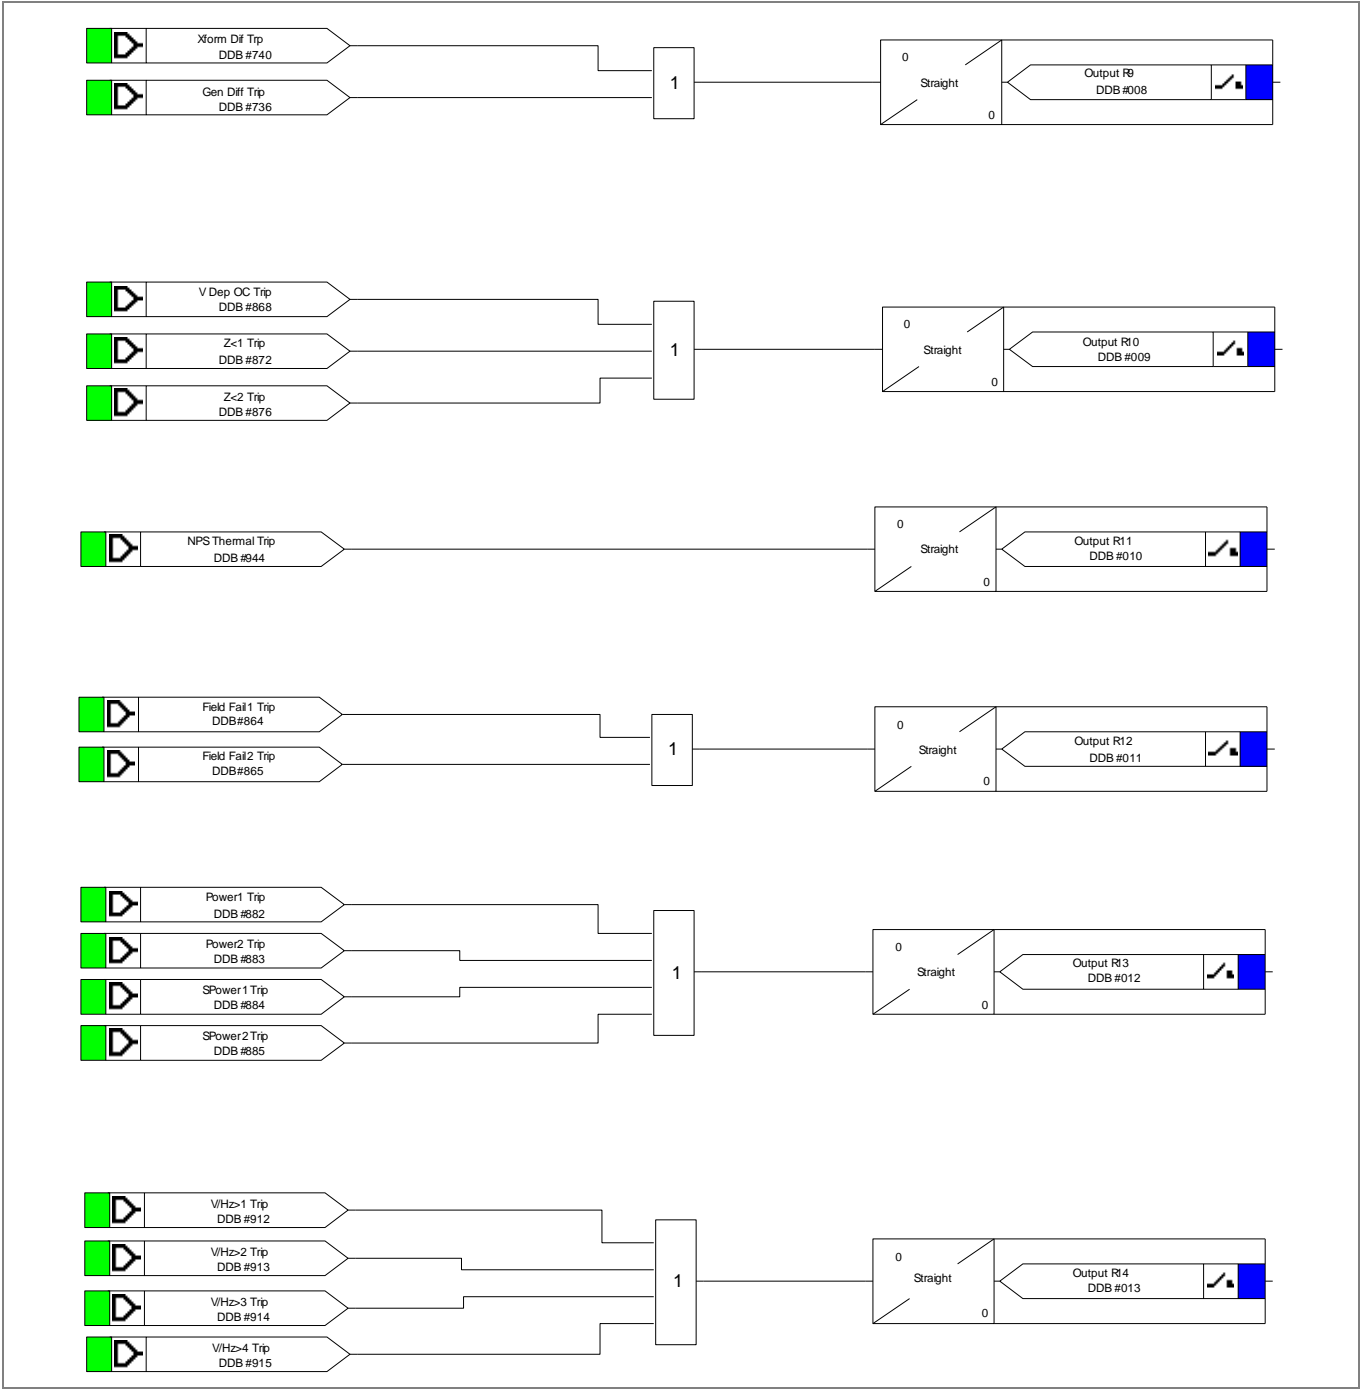 Xform Dif Trp
DDB #740
Gen Diff Trip
DDB #736
1
0
Straight
0
Output R9
DDB #008
V Dep OC Trip
DDB #868
Z<1 Trip
DDB #872
Z<2 Trip
DDB #876
1
0
Straight
0
Output R10
DDB #009
NPS Thermal Trip
DDB #944
0
Straight
0
Output R11
DDB #010
Field Fail1 Trip
DDB#864
Field Fail2 Trip
DDB#865
1
0
Straight
0
Output R12
DDB #011
Power1 Trip
DDB #882
Power2 Trip
DDB #883
SPower1 Trip
DDB #884
SPower2 Trip
DDB #885
1
0
Straight
0
Output R13
DDB #012
V/Hz>1 Trip
DDB #912
V/Hz>2 Trip
DDB #913
V/Hz>3 Trip
DDB #914
V/Hz>4 Trip
DDB #915
1
0
Straight
0
Output R14
DDB #013